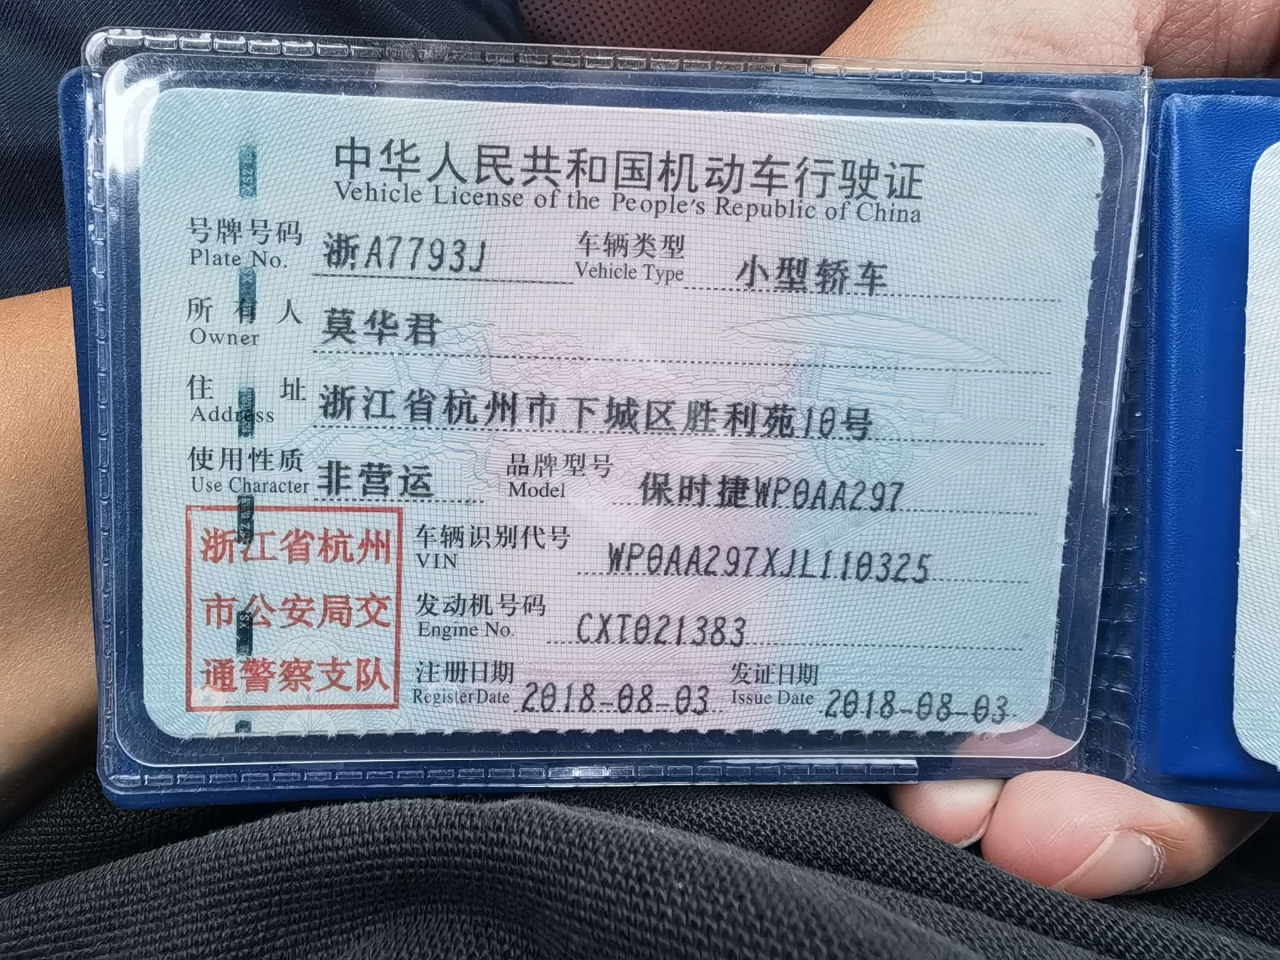 中华人民共和国机动车行驶证
Vehicle License of the People's Republic of China
号牌号码 浙A7793J 车辆类型 小型轿车
Plate No. Vehicle Type
所有人 莫华君
Owner
住址 浙江省杭州市下城区胜利苑10号
Address
使用性质 非营运 品牌型号 保时捷WP0AA297
Use Character Model
浙江省杭州
市公安局交
通警察支队
车辆识别代号 WP0AA297XJL110325
VIN
发动机号码 CXT021383
Engine No.
注册日期 2018-08-03 发证日期 2018-08-03
Register Date Issue Date